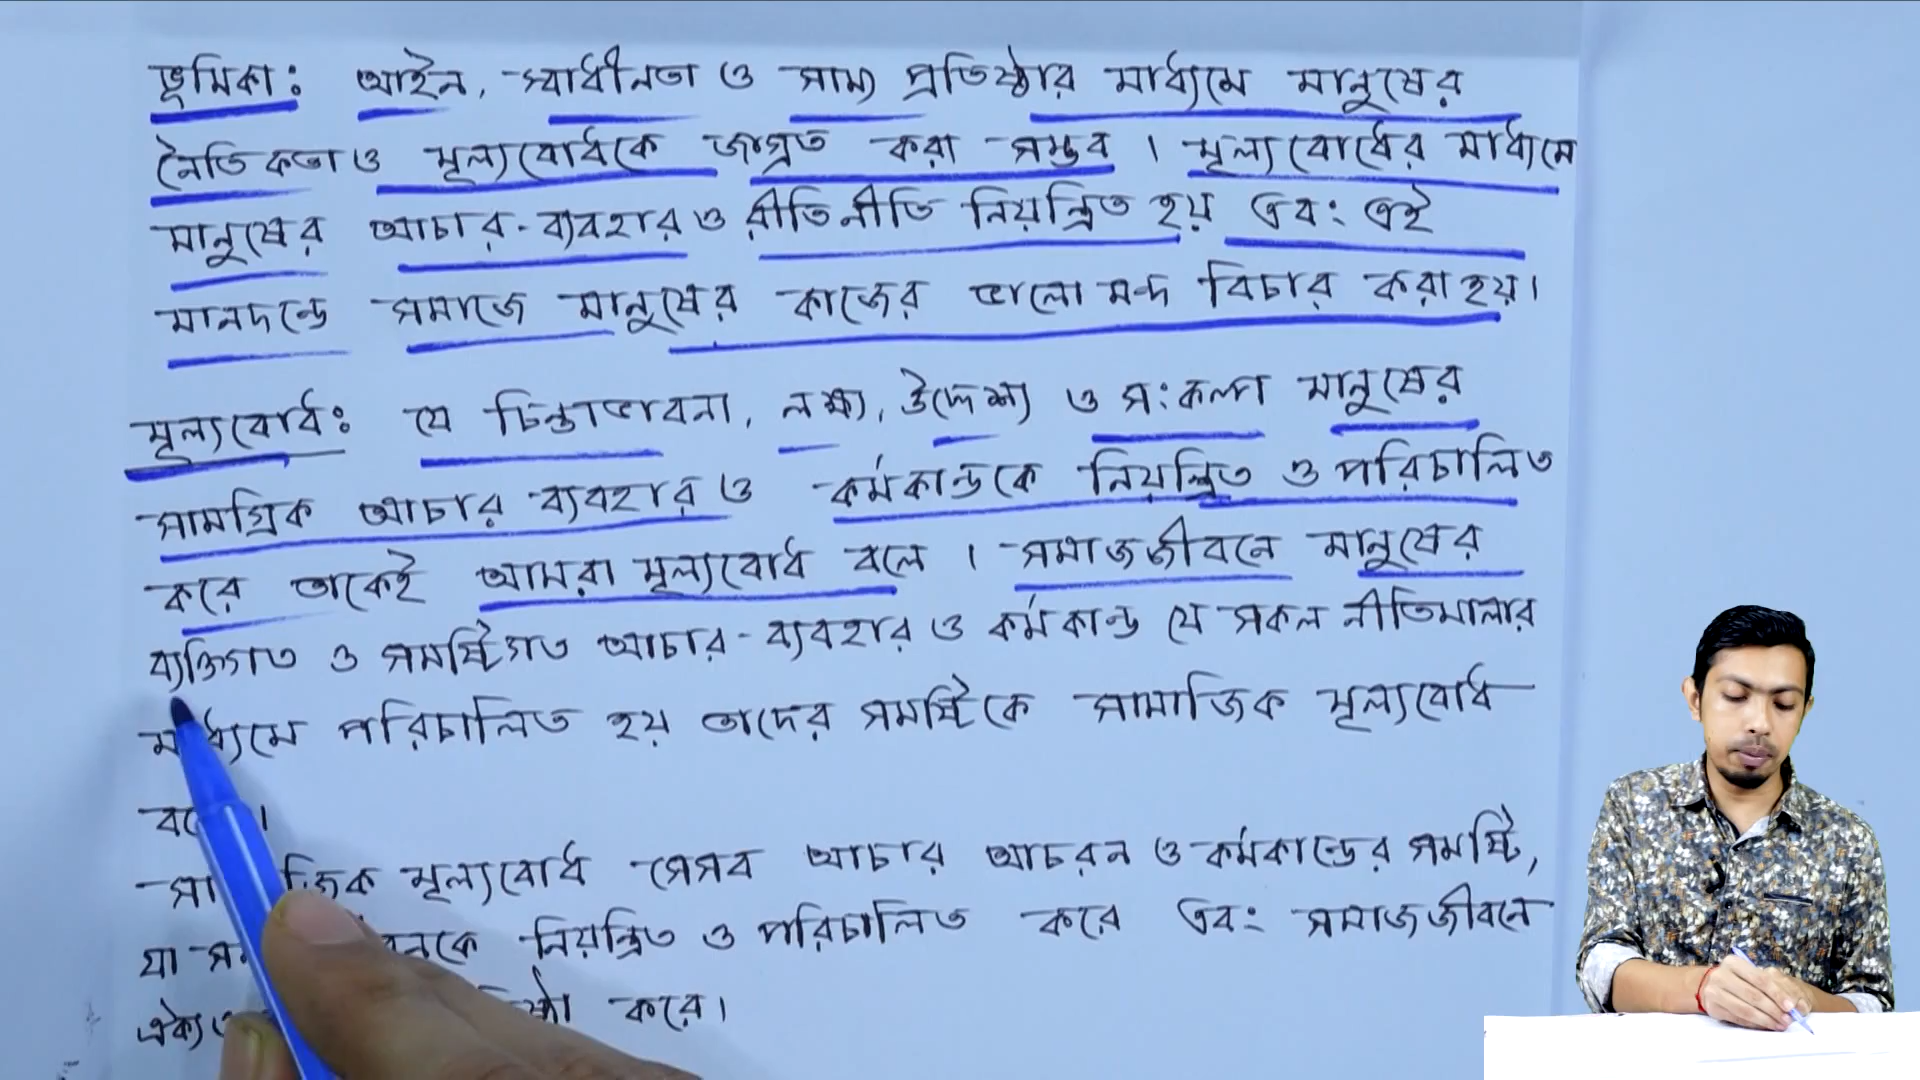 ভূমিকা: আইন, স্বাধীনতা ও সাম্য প্রতিষ্ঠার মাধ্যমে মানুষের
নৈতিকতা ও মূল্যবোধকে জাগ্রত করা সম্ভব। মূল্যবোধের মাধ্যমে
মানুষের আচার-ব্যবহার ও রীতিনীতি নিয়ন্ত্রিত হয় এবং এই
মানদন্ডে সমাজে মানুষের কাজের ভালো মন্দ বিচার করা হয়।
মূল্যবোধ: যে চিন্তাভাবনা, লক্ষ্য, উদ্দেশ্য ও সংকল্প মানুষের
সামগ্রিক আচার-ব্যবহার ও কর্মকান্ডকে নিয়ন্ত্রিত ও পরিচালিত
করে তাকেই আমরা মূল্যবোধ বলে। সমাজজীবনে মানুষের
ব্যক্তিগত ও সমষ্টিগত আচার-ব্যবহার ও কর্মকান্ড যে সকল নীতিমালার
মাধ্যমে পরিচালিত হয় তাদের সমষ্টিকে সামাজিক মূল্যবোধ
মূল্যবোধ সেসব আচার আচরন ও কর্মকান্ডের সমষ্টি,
যা নিয়ন্ত্রিত ও পরিচালিত করে এবং সমাজজীবনে
করে।